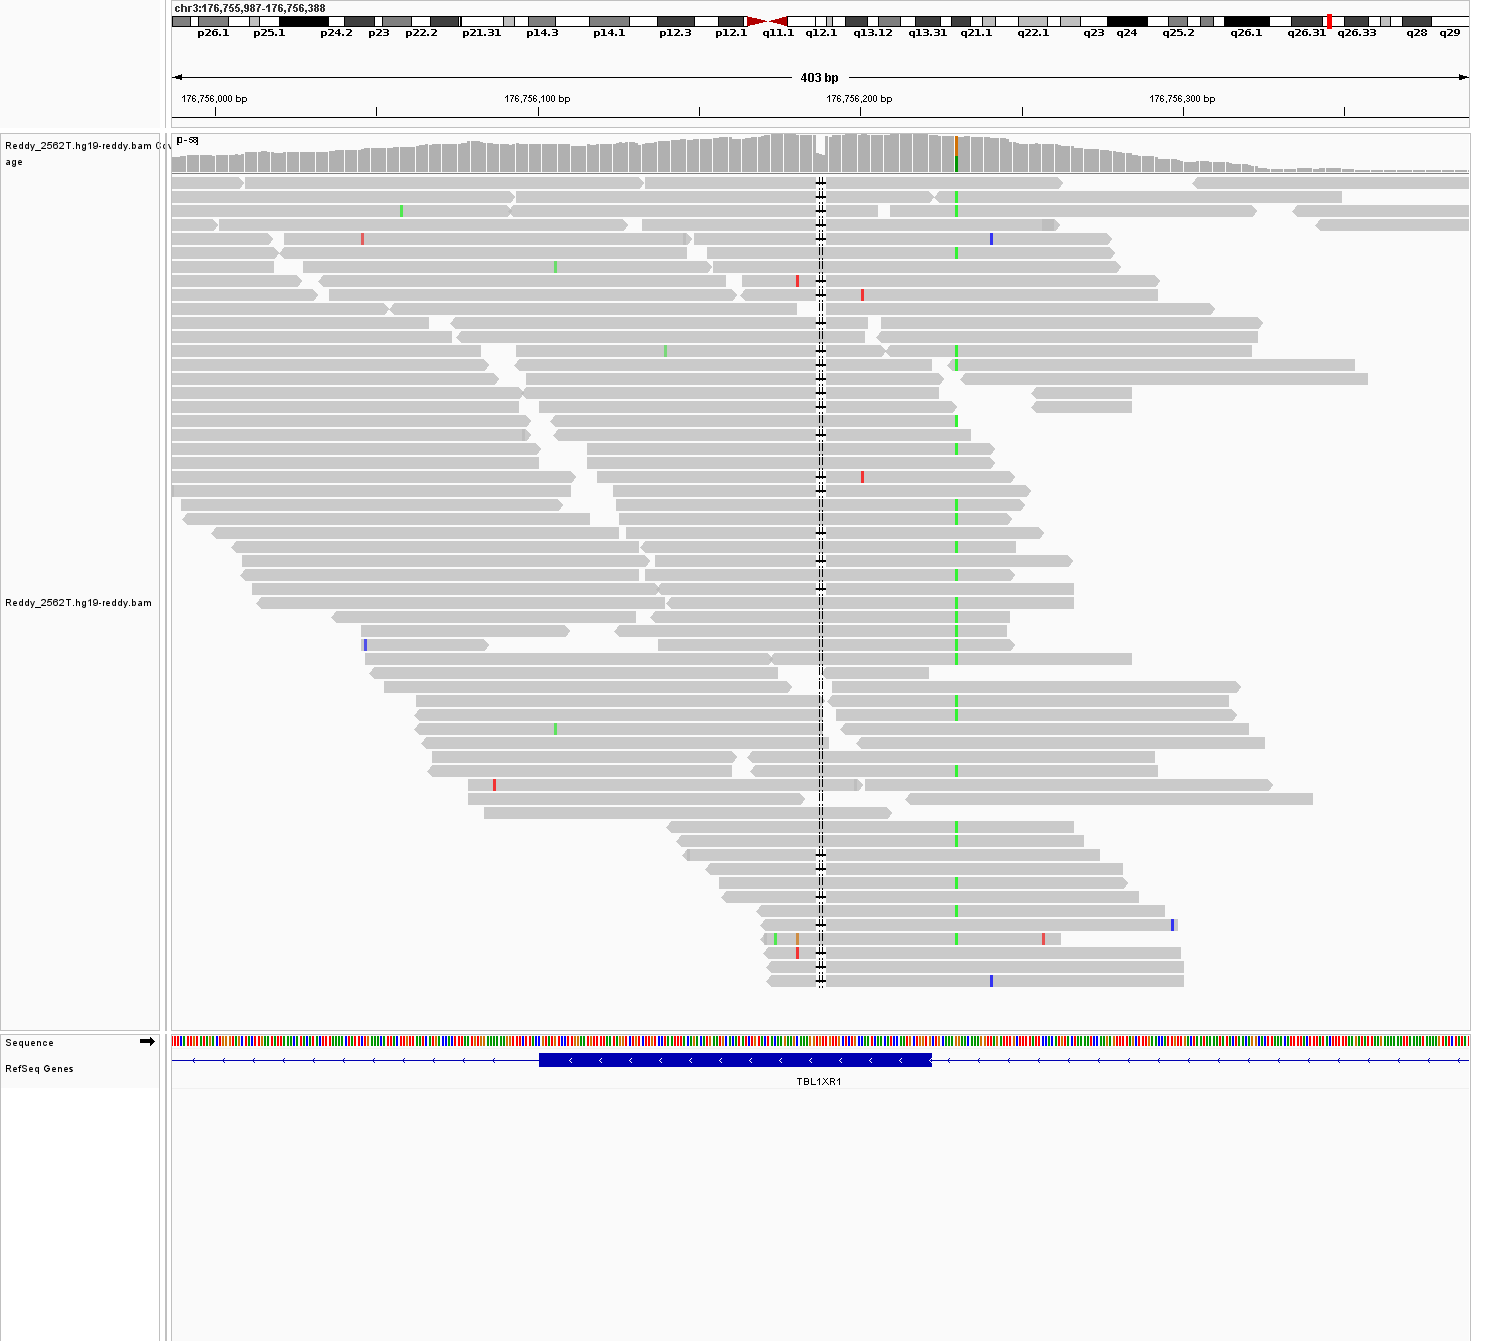 chr3:176,755,987-176,756,388
p26.1 p25.1 p24.2 p23 p22.2 p21.31 p14.3 p14.1 p12.3 p12.1 q11.1 q12.1 q13.12 q13.31 q21.1 q22.1 q23 q24 q25.2 q26.1 q26.31 q26.33 q28 q29
403 bp
176,756,000 bp 176,756,100 bp 176,756,200 bp 176,756,300 bp
Reddy_2562T.hg19-reddy.bam Cov
age
[0-68]
Reddy_2562T.hg19-reddy.bam
Sequence
RefSeq Genes
TBL1XR1